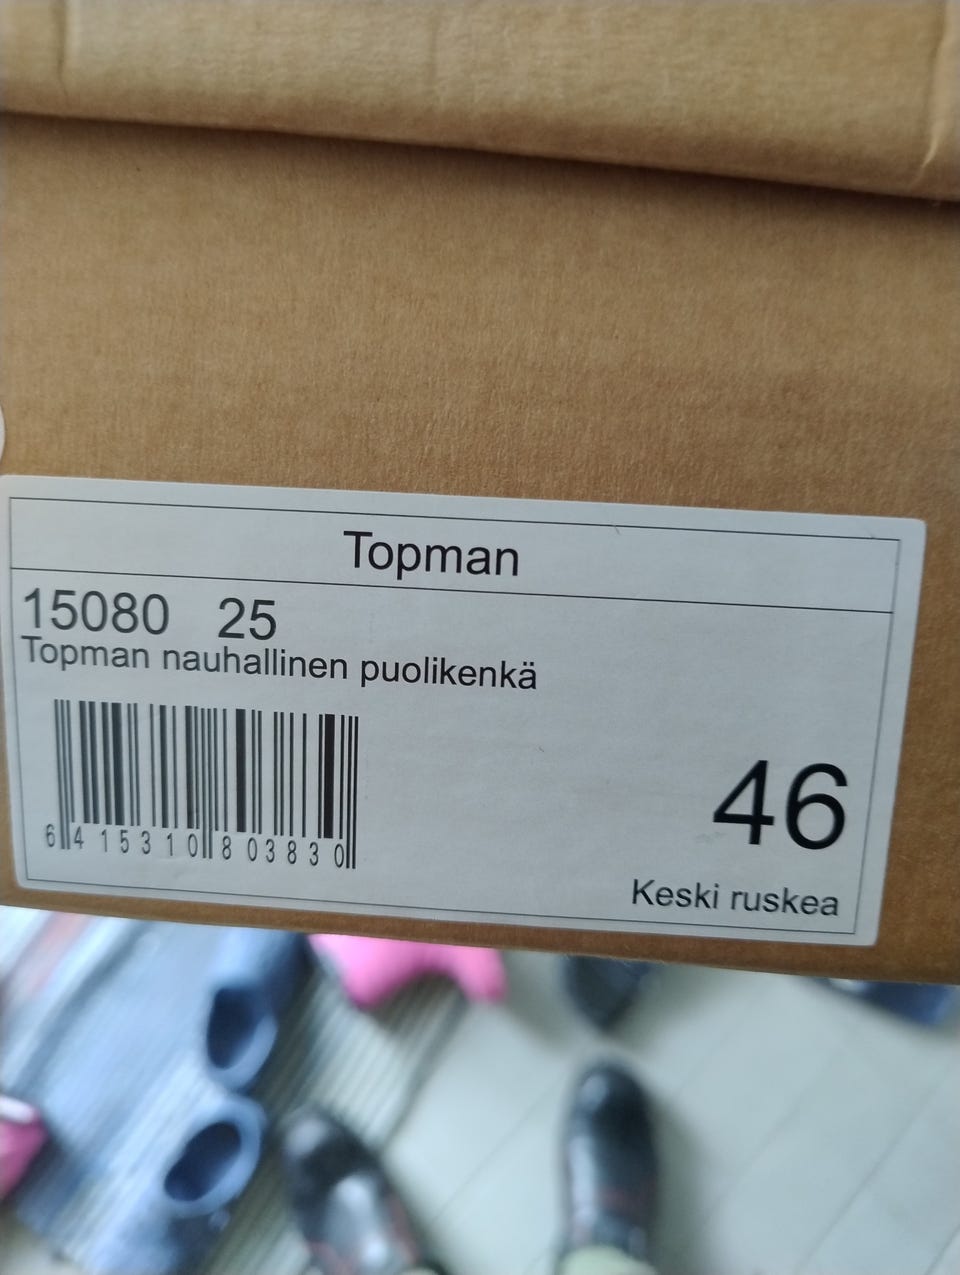 Topman
15080 25
Topman nauhallinen puolikenkä
46
6 415310 803830
Keski ruskea